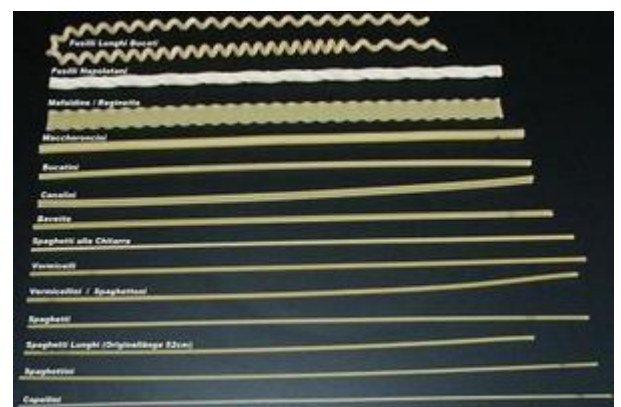 Fusilli Lunghi Bucati
Fusilli Napoletani
Mafaldine / Reginette
Maccheroncini
Bucatini
Canalini
Bavette
Spaghetti alla Chitarra
Vermicelli
Vermicellini / Spaghettoni
Spaghetti
Spaghetti Lunghi (Originallänge 52cm)
Spaghettini
Capellini